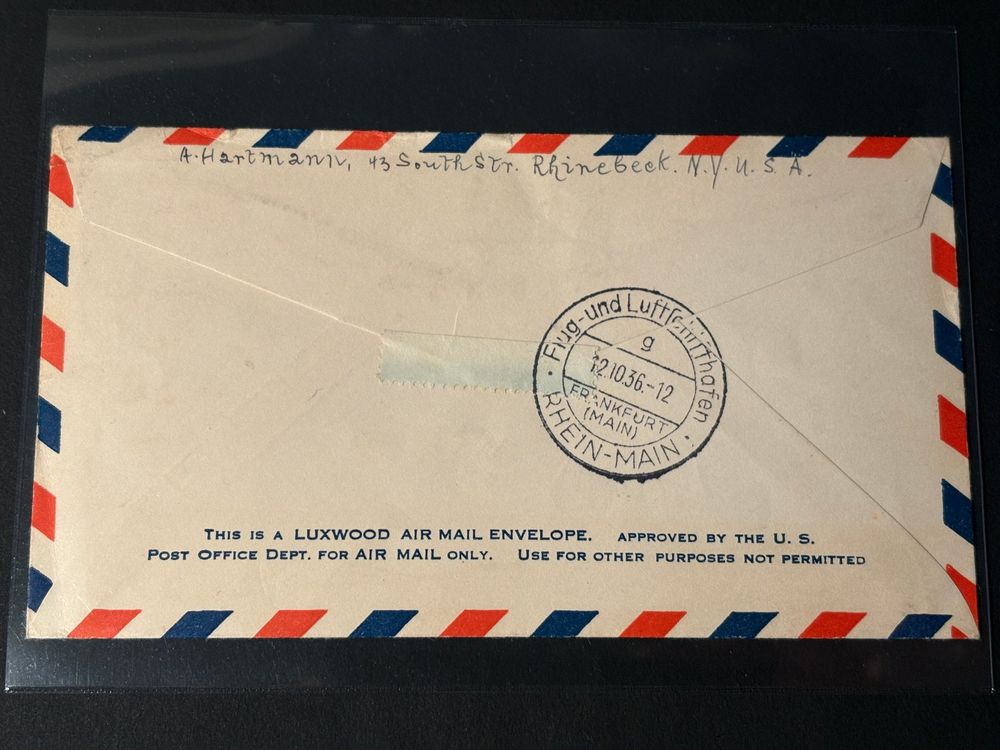 A. Hartmann, 43 South Str. Rhinebeck. N.Y. U. S. A.
Flug- und Luftschiffhafen
g
12.10.36.-12
FRANKFURT
(MAIN)
RHEIN-MAIN
THIS IS A LUXWOOD AIR MAIL ENVELOPE. APPROVED BY THE U. S.
POST OFFICE DEPT. FOR AIR MAIL ONLY. USE FOR OTHER PURPOSES NOT PERMITTED